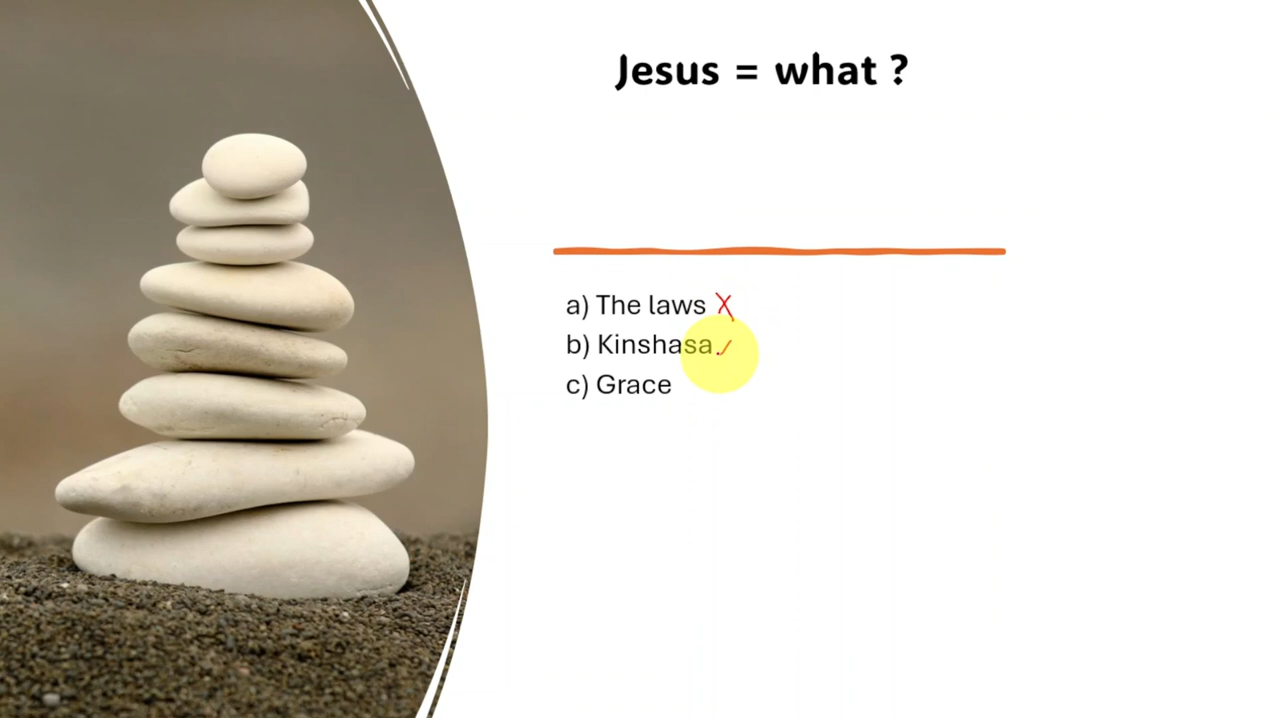 Jesus = what ?
a) The laws X
b) Kinshasa.
c) Grace